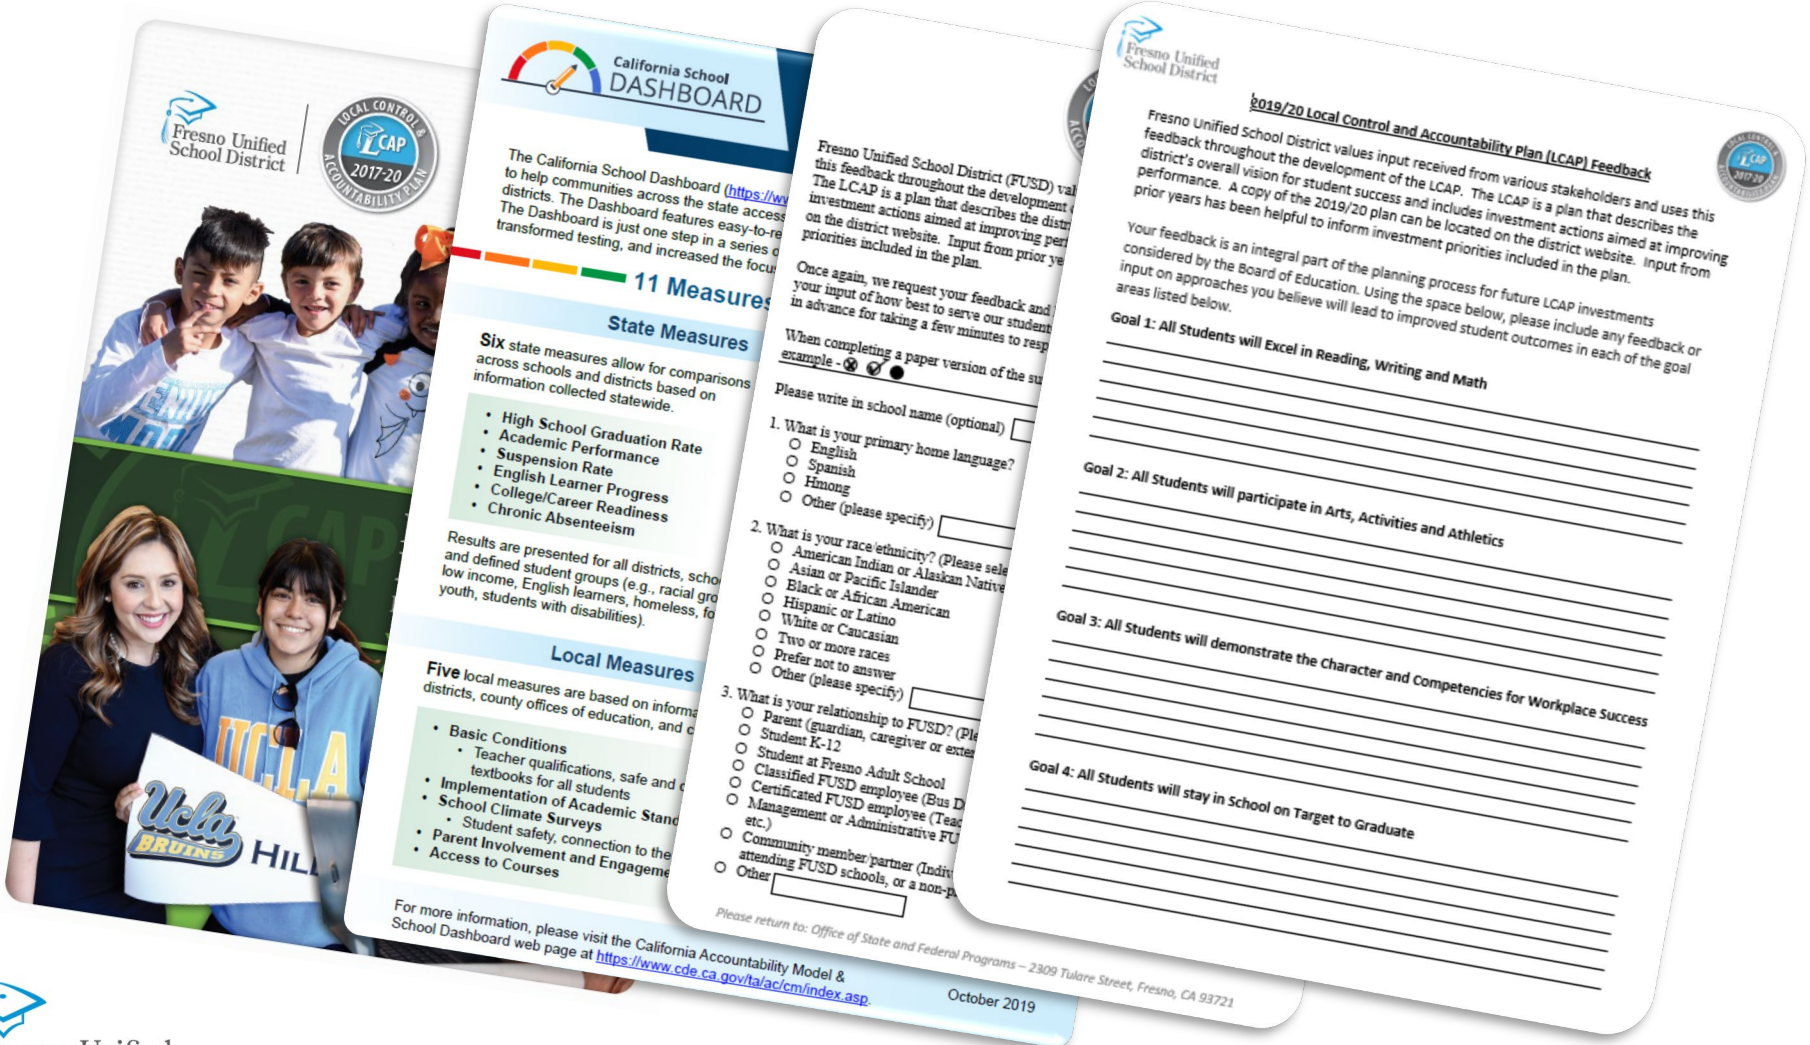 Fresno Unified
School District
LOCAL CONTROL &
LCAP
2017-20
ACCOUNTABILITY PLAN
UCLA
Ucla
BRUINS
California School
DASHBOARD
The California School Dashboard (https://
to help communities across the state access
districts. The Dashboard features
The Dashboard is just one step in a series
transformed testing, and increased the
11 Measures
State Measures
Six state measures allow for comparisons
across schools and districts based on
information collected statewide.
• High School Graduation Rate
• Academic Performance
• Suspension Rate
• English Learner Progress
• College/Career Readiness
• Chronic Absenteeism
Results are presented for all districts,
and defined student groups (e.g., racial
low income, English learners, homeless,
youth, students with disabilities).
Local Measures
Five local measures are based on
districts, county offices of education, and
• Basic Conditions
• Teacher qualifications, safe and
textbooks for all students
• Implementation of Academic
• School Climate Surveys
• Student safety, connection to the
• Parent Involvement and
• Access to Courses
For more information, please visit the California Accountability Model &
School Dashboard web page at https://www.cde.ca.gov/ta/ac/cm/index.asp.
October 2019
Fresno Unified School District (FUSD)
this feedback throughout the development
The LCAP is a plan that describes the
investment actions aimed at improving
on the district website. Input from prior
priorities included in the plan.
Once again, we request your feedback and
your input of how best to serve our
in advance for taking a few minutes to
When completing a paper version of the
example -
Please write in school name (optional)
1. What is your primary home language?
English
Spanish
Hmong
Other (please specify)
2. What is your race/ethnicity? (Please
American Indian or Alaskan Native
Asian or Pacific Islander
Black or African American
Hispanic or Latino
White or Caucasian
Two or more races
Prefer not to answer
Other (please specify)
3. What is your relationship to FUSD?
Parent (guardian, caregiver or
Student K-12
Student at Fresno Adult School
Classified FUSD employee (Bus
Certificated FUSD employee
Management or Administrative
etc.)
Community member/partner
attending FUSD schools, or a
Other
Please return to: Office of State and Federal Programs – 2309 Tulare Street, Fresno, CA 93721
Fresno Unified
School District
2019/20 Local Control and Accountability Plan (LCAP) Feedback
LCAP
2017-20
Fresno Unified School District values input received from various stakeholders and uses this
feedback throughout the development of the LCAP. The LCAP is a plan that describes the
district's overall vision for student success and includes investment actions aimed at improving
performance. A copy of the 2019/20 plan can be located on the district website. Input from
prior years has been helpful to inform investment priorities included in the plan.
Your feedback is an integral part of the planning process for future LCAP investments
considered by the Board of Education. Using the space below, please include any feedback or
input on approaches you believe will lead to improved student outcomes in each of the goal
areas listed below.
Goal 1: All Students will Excel in Reading, Writing and Math
Goal 2: All Students will participate in Arts, Activities and Athletics
Goal 3: All Students will demonstrate the Character and Competencies for Workplace Success
Goal 4: All Students will stay in School on Target to Graduate